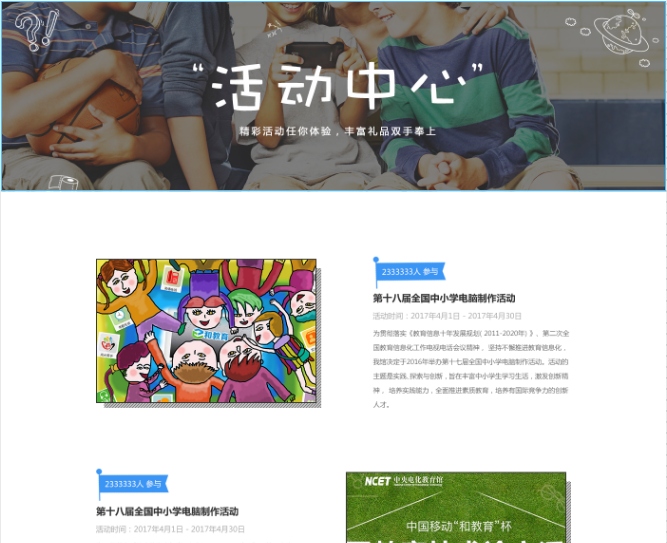 “活动中心”
精彩活动任你体验，丰富礼品双手奉上
2333333人 参与
第十八届全国中小学电脑制作活动
活动时间：2017年4月1日 - 2017年4月30日
为贯彻落实《教育信息十年发展规划( 2011-2020年) 》、第二次全
国教育信息化工作电视电话会议精神，坚持不懈推进教育信息化，
我馆决定于2016年举办第十七届全国中小学电脑制作活动。活动的
主题是实践, 探索与创新，旨在丰富中小学生学习生活，激发创新精
神， 培养实践能力，全面推进素质教育，培养有国际竞争力的创新
人才。
和教育
2333333人 参与
第十八届全国中小学电脑制作活动
活动时间：2017年4月1日 - 2017年4月30日
NCET 中央电化教育馆
中国移动“和教育”杯